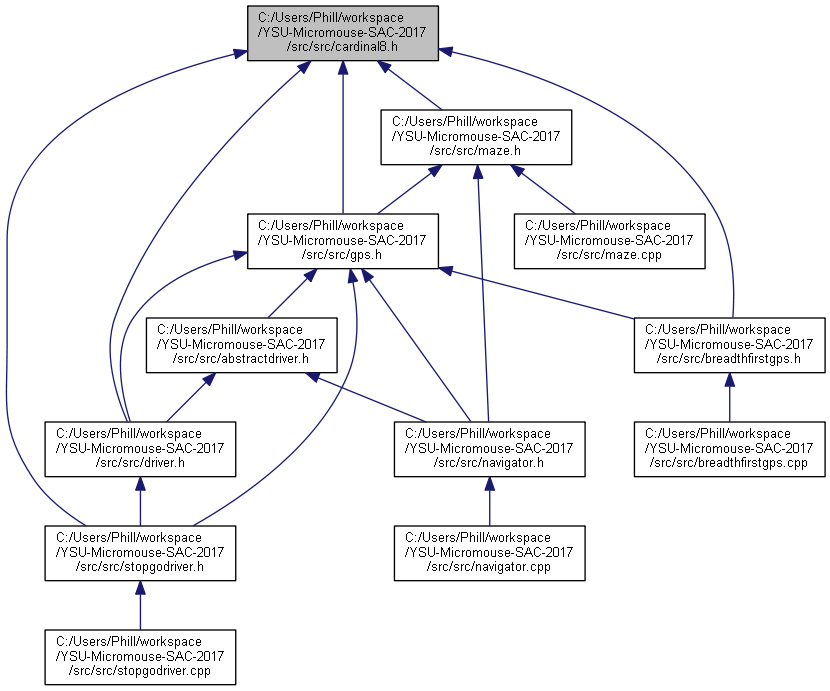 C:/Users/Phill/workspace
/YSU-Micromouse-SAC-2017
/src/src/cardinal8.h
C:/Users/Phill/workspace
/YSU-Micromouse-SAC-2017
/src/src/maze.h
C:/Users/Phill/workspace
/YSU-Micromouse-SAC-2017
/src/src/gps.h
C:/Users/Phill/workspace
/YSU-Micromouse-SAC-2017
/src/src/maze.cpp
C:/Users/Phill/workspace
/YSU-Micromouse-SAC-2017
/src/src/abstractdriver.h
C:/Users/Phill/workspace
/YSU-Micromouse-SAC-2017
/src/src/breadthfirstgps.h
C:/Users/Phill/workspace
/YSU-Micromouse-SAC-2017
/src/src/driver.h
C:/Users/Phill/workspace
/YSU-Micromouse-SAC-2017
/src/src/navigator.h
C:/Users/Phill/workspace
/YSU-Micromouse-SAC-2017
/src/src/breadthfirstgps.cpp
C:/Users/Phill/workspace
/YSU-Micromouse-SAC-2017
/src/src/stopgodriver.h
C:/Users/Phill/workspace
/YSU-Micromouse-SAC-2017
/src/src/navigator.cpp
C:/Users/Phill/workspace
/YSU-Micromouse-SAC-2017
/src/src/stopgodriver.cpp